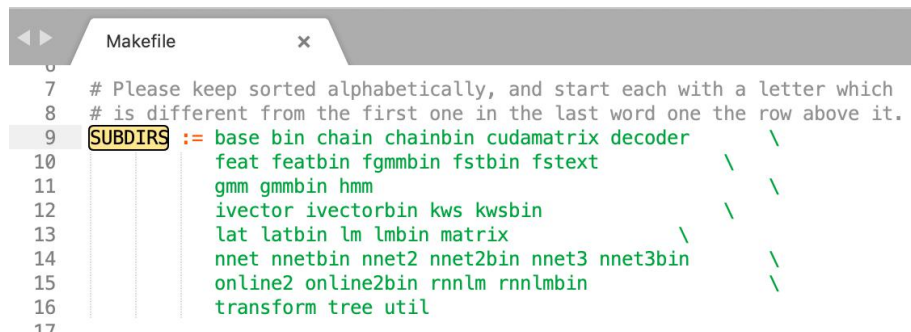 Makefile ×
6
7 # Please keep sorted alphabetically, and start each with a letter which
8 # is different from the first one in the last word one the row above it.
9 SUBDIRS := base bin chain chainbin cudamatrix decoder \
10 feat featbin fgmmbin fstbin fstext \
11 gmm gmmbin hmm \
12 ivector ivectorbin kws kwsbin \
13 lat latbin lm lmbin matrix \
14 nnet nnetbin nnet2 nnet2bin nnet3 nnet3bin \
15 online2 online2bin rnnlm rnnlmbin \
16 transform tree util
17